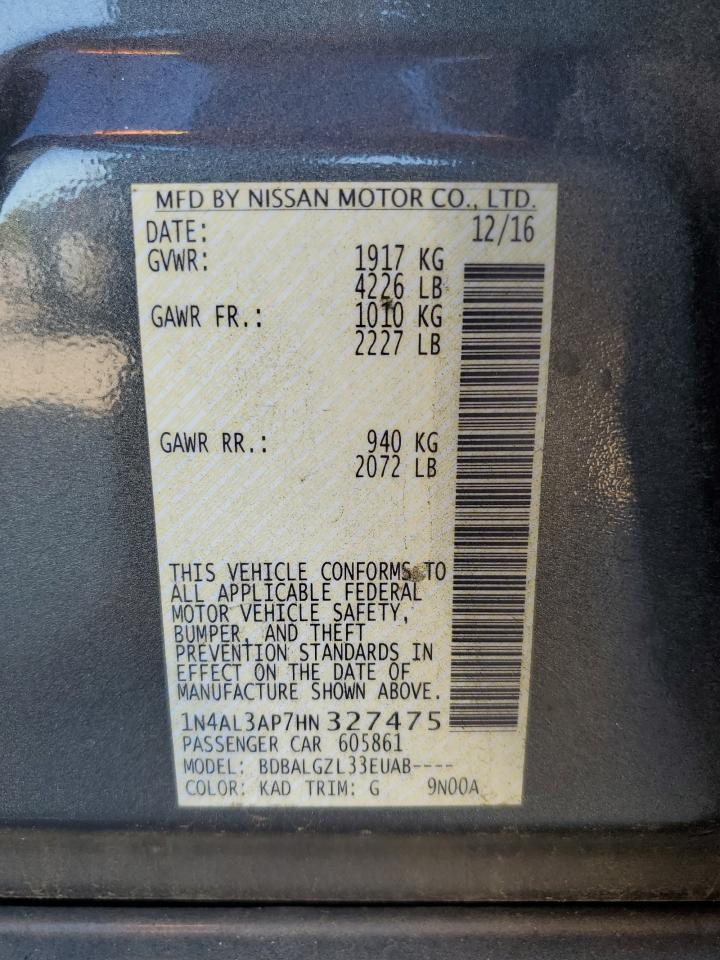 MFD BY NISSAN MOTOR CO., LTD.
DATE: 12/16
GVWR: 1917 KG
4226 LB
GAWR FR.: 1010 KG
2227 LB
GAWR RR.: 940 KG
2072 LB
THIS VEHICLE CONFORMS TO
ALL APPLICABLE FEDERAL
MOTOR VEHICLE SAFETY,
BUMPER, AND THEFT
PREVENTION STANDARDS IN
EFFECT ON THE DATE OF
MANUFACTURE SHOWN ABOVE.
1N4AL3AP7HN 327475
PASSENGER CAR 605861
MODEL: BDBALGZL33EUAB----
COLOR: KAD TRIM: G 9N00A